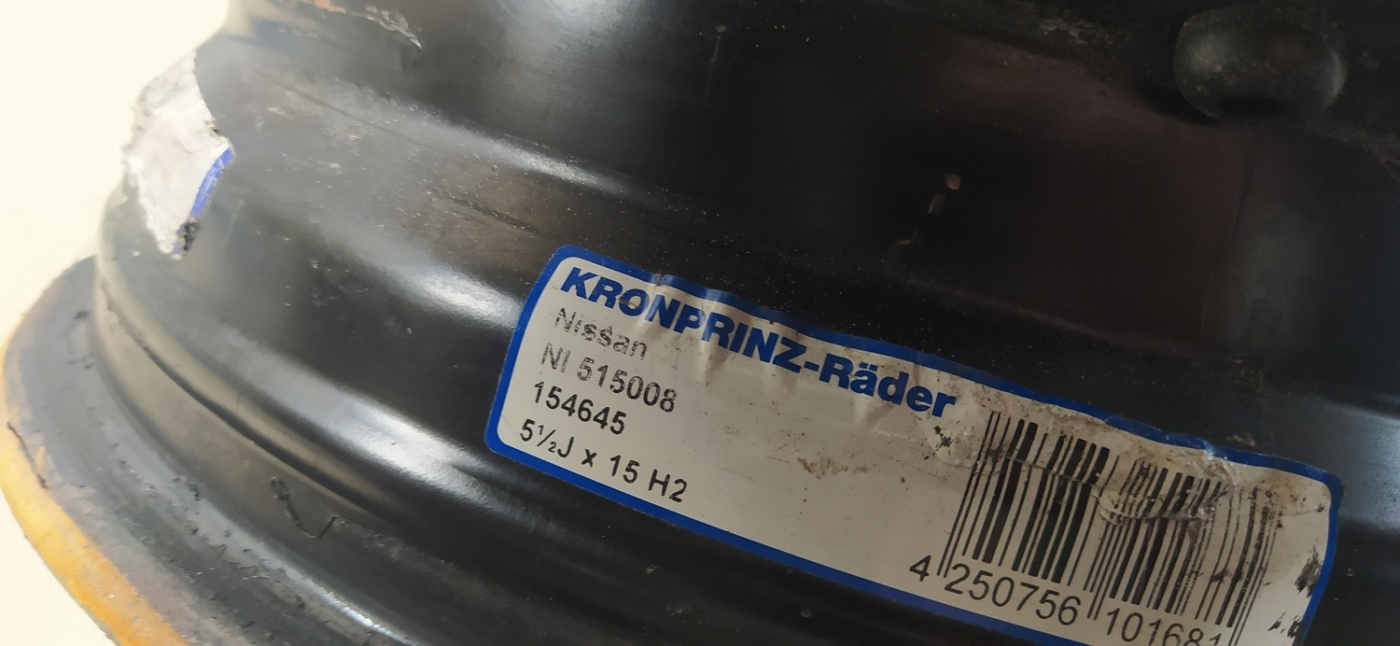 KRONPRINZ-Räder
Nissan
NI 515008
154645
5½J x 15 H2
4 250756 101681